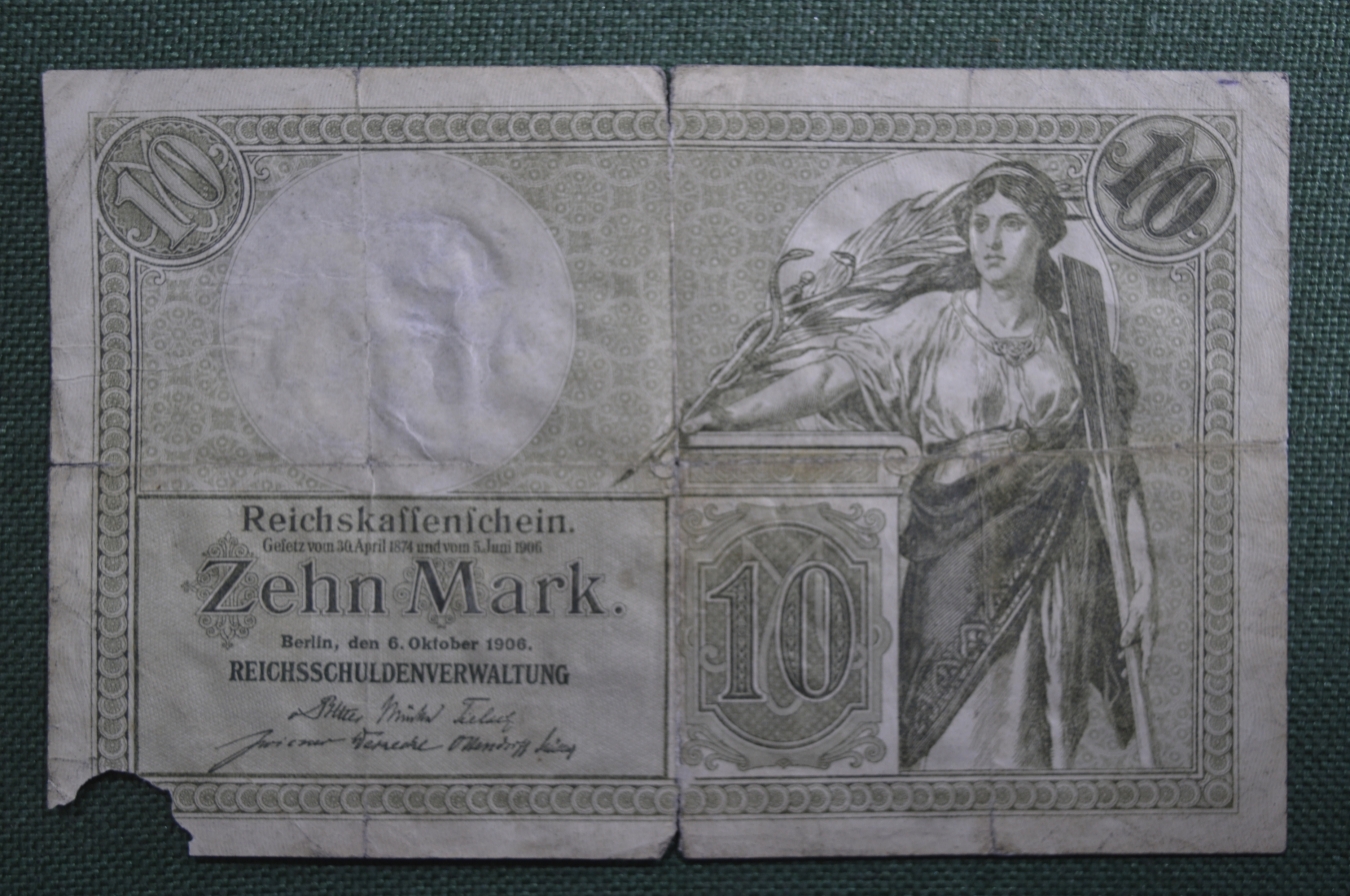 10
10
Reichskaſſenſchein.
Geſetz vom 30. April 1874 und vom 5. Juni 1906
Zehn Mark.
Berlin, den 6. Oktober 1906.
REICHSSCHULDENVERWALTUNG
10